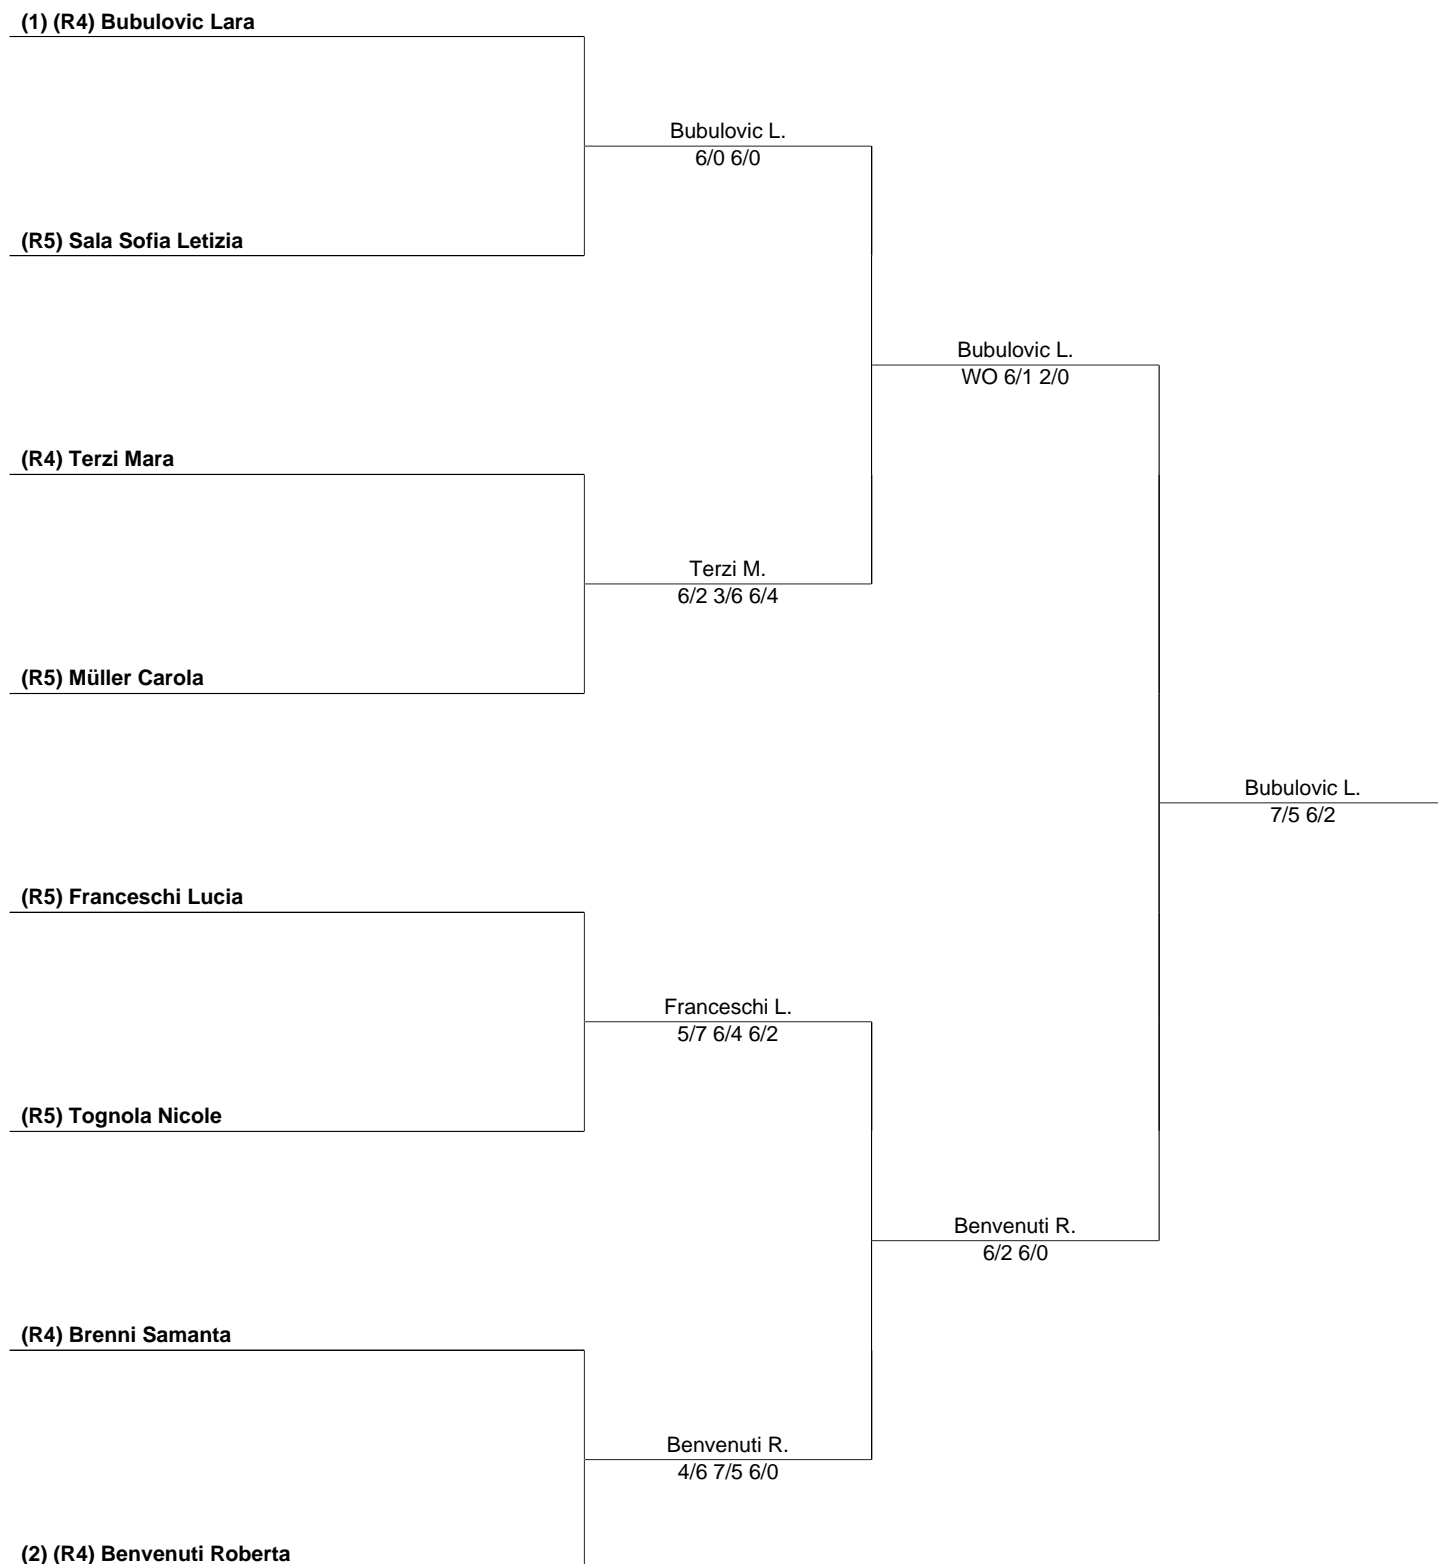 (1) (R4) Bubulovic Lara
Bubulovic L.
6/0 6/0
(R5) Sala Sofia Letizia
Bubulovic L.
WO 6/1 2/0
(R4) Terzi Mara
Terzi M.
6/2 3/6 6/4
(R5) Müller Carola
Bubulovic L.
7/5 6/2
(R5) Franceschi Lucia
Franceschi L.
5/7 6/4 6/2
(R5) Tognola Nicole
Benvenuti R.
6/2 6/0
(R4) Brenni Samanta
Benvenuti R.
4/6 7/5 6/0
(2) (R4) Benvenuti Roberta